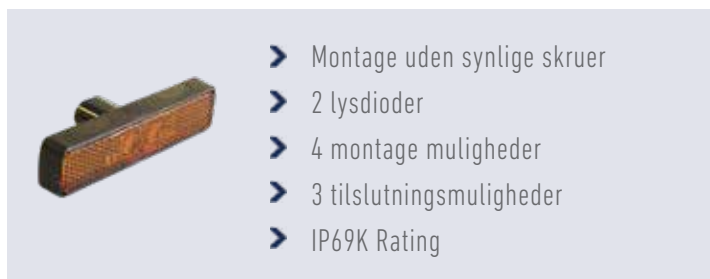 Montage uden synlige skruer
2 lysdioder
4 montage muligheder
3 tilslutningsmuligheder
IP69K Rating